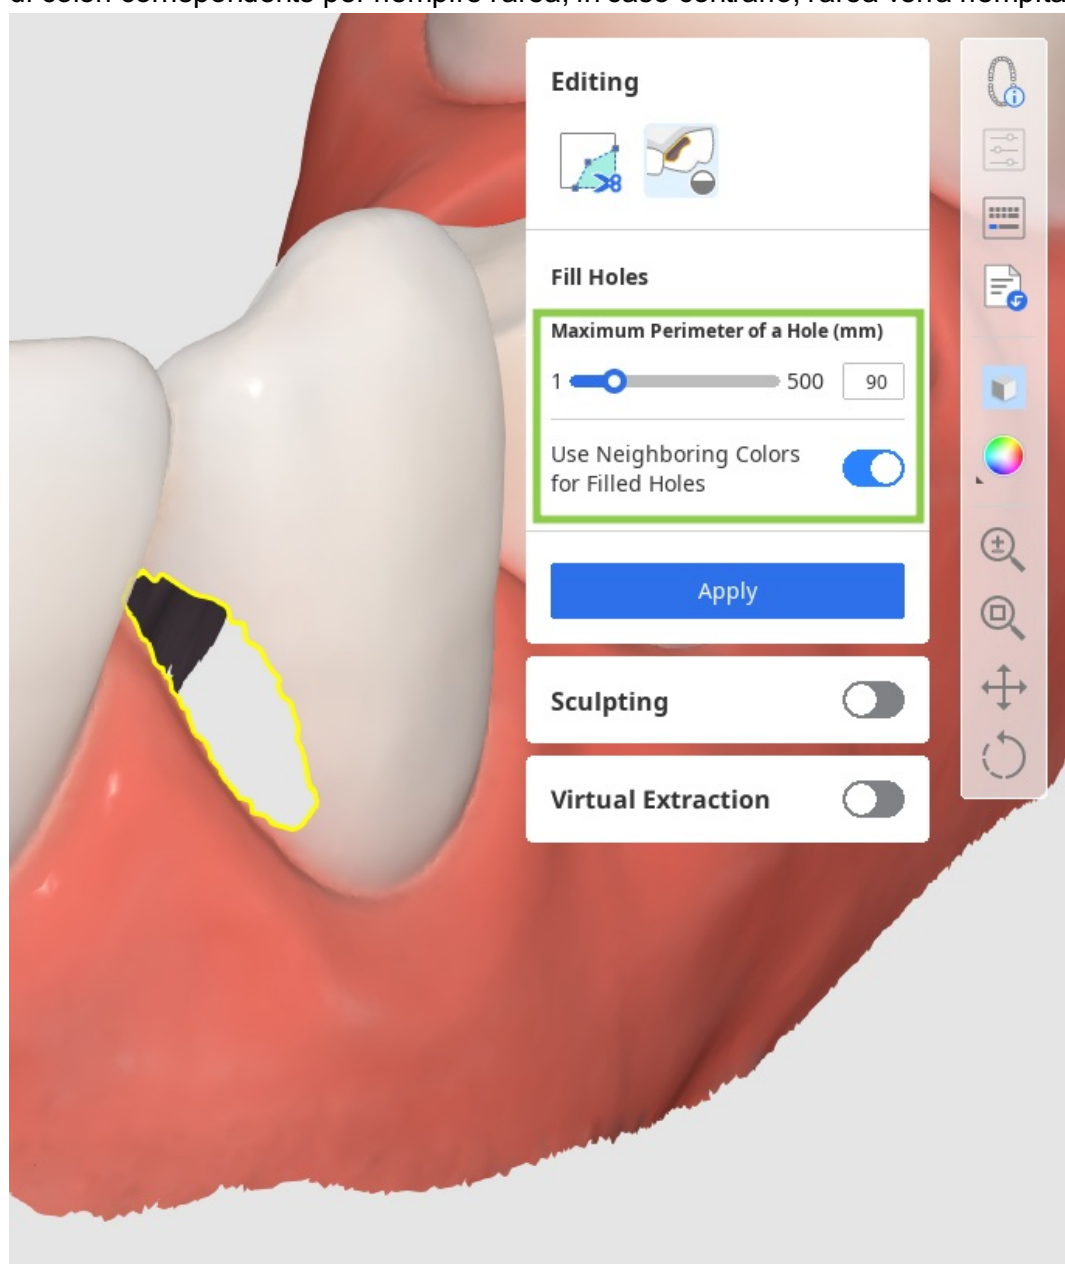 Editing
Fill Holes
Maximum Perimeter of a Hole (mm)
1 500 90
Use Neighboring Colors
for Filled Holes
Apply
Sculpting
Virtual Extraction